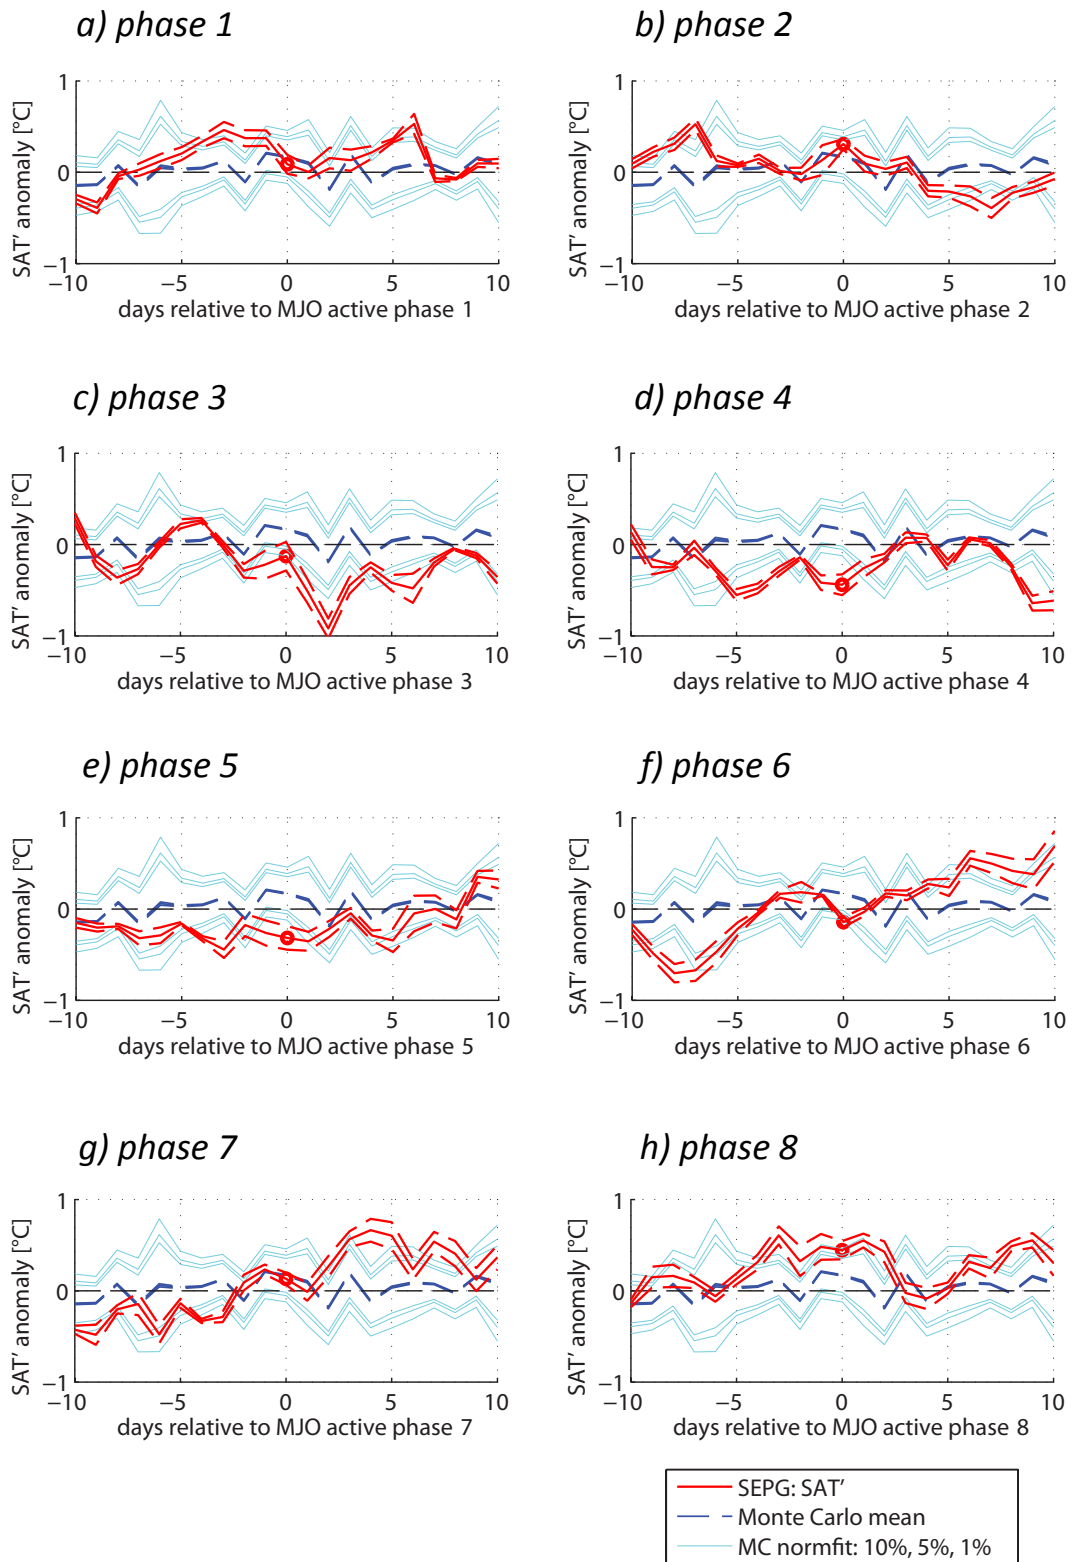 a) phase 1
b) phase 2
SAT' anomaly [°C]
1
0
−1
−10
−5
0
5
10
days relative to MJO active phase 1
SAT' anomaly [°C]
1
0
−1
−10
−5
0
5
10
days relative to MJO active phase 2
c) phase 3
d) phase 4
SAT' anomaly [°C]
1
0
−1
−10
−5
0
5
10
days relative to MJO active phase 3
SAT' anomaly [°C]
1
0
−1
−10
−5
0
5
10
days relative to MJO active phase 4
e) phase 5
f) phase 6
SAT' anomaly [°C]
1
0
−1
−10
−5
0
5
10
days relative to MJO active phase 5
SAT' anomaly [°C]
1
0
−1
−10
−5
0
5
10
days relative to MJO active phase 6
g) phase 7
h) phase 8
SAT' anomaly [°C]
1
0
−1
−10
−5
0
5
10
days relative to MJO active phase 7
SAT' anomaly [°C]
1
0
−1
−10
−5
0
5
10
days relative to MJO active phase 8
SEPG: SAT'
Monte Carlo mean
MC normfit: 10%, 5%, 1%